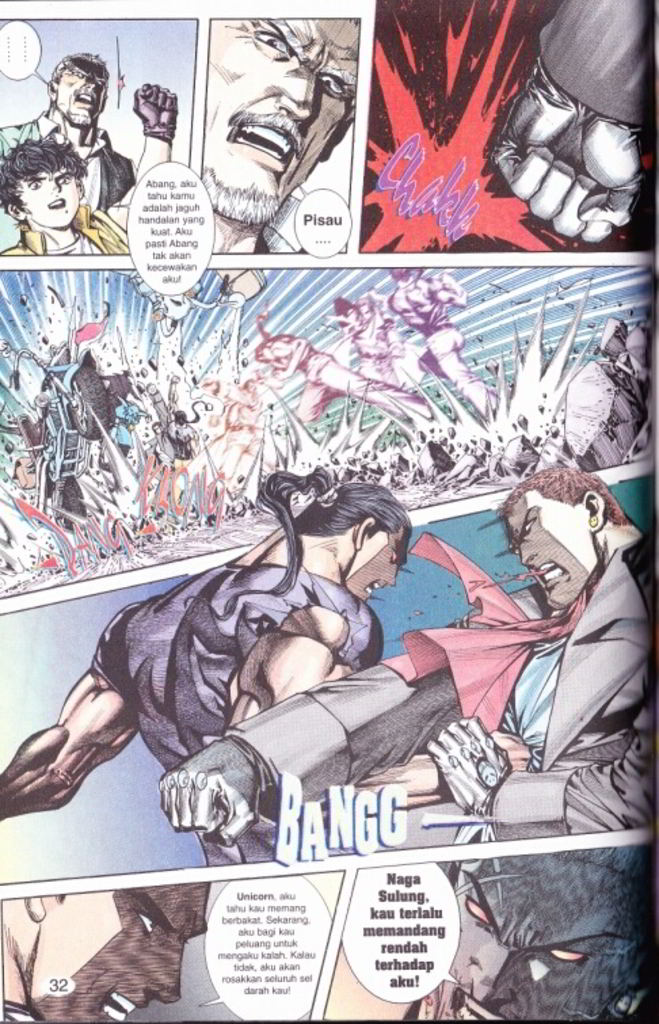 Abang, aku
tahu kamu
adalah jaguh
handalan yang
kuat. Aku
pasti Abang
tak akan
kecewakan
aku!
Pisau
....
Chakk
DANG
KLONG
BANGG
Unicorn, aku
tahu kau memang
berbakat. Sekarang,
aku bagi kau
peluang untuk
mengaku kalah. Kalau
tidak, aku akan
rosakkan seluruh sel
darah kau!
Naga
Sulung,
kau terlalu
memandang
rendah
terhadap
aku!
32